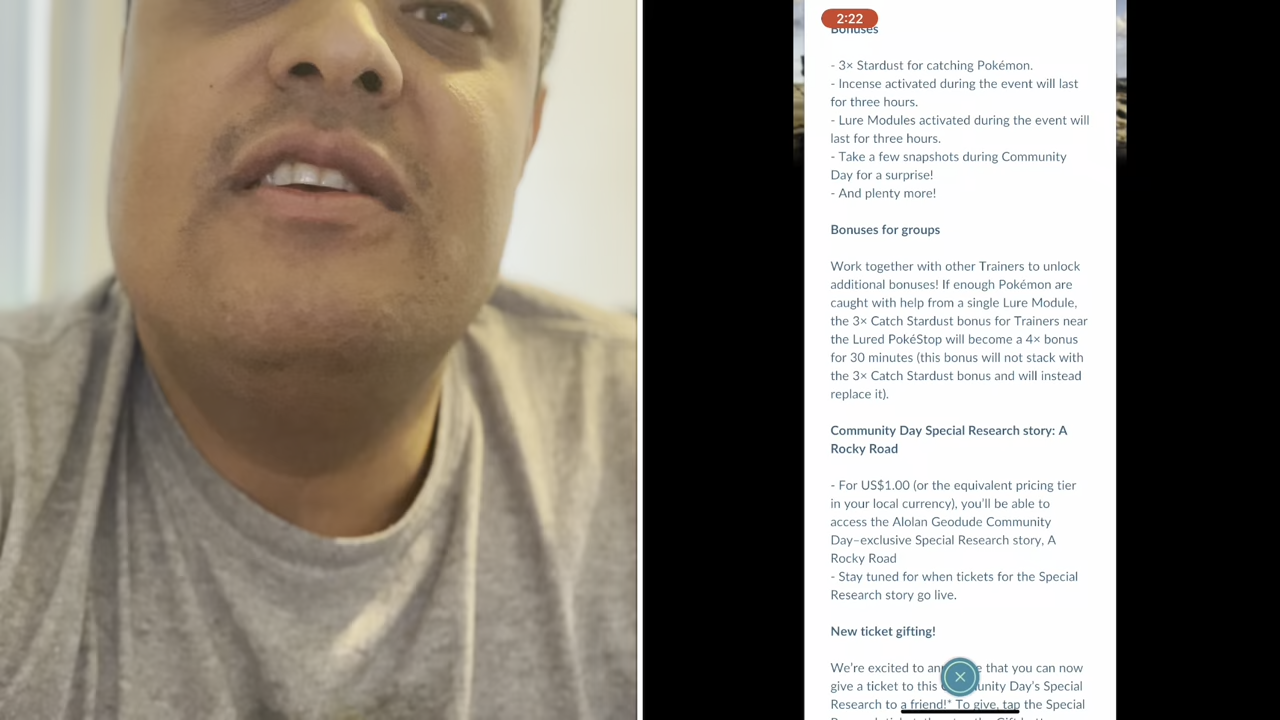 2:22
Bonuses
- 3× Stardust for catching Pokémon.
- Incense activated during the event will last
for three hours.
- Lure Modules activated during the event will
last for three hours.
- Take a few snapshots during Community
Day for a surprise!
- And plenty more!
Bonuses for groups
Work together with other Trainers to unlock
additional bonuses! If enough Pokémon are
caught with help from a single Lure Module,
the 3× Catch Stardust bonus for Trainers near
the Lured PokéStop will become a 4× bonus
for 30 minutes (this bonus will not stack with
the 3× Catch Stardust bonus and will instead
replace it).
Community Day Special Research story: A
Rocky Road
- For US$1.00 (or the equivalent pricing tier
in your local currency), you'll be able to
access the Alolan Geodude Community
Day–exclusive Special Research story, A
Rocky Road
- Stay tuned for when tickets for the Special
Research story go live.
New ticket gifting!
We're excited to that you can now
give a ticket to this Day's Special
Research to a friend!* To give, tap the Special